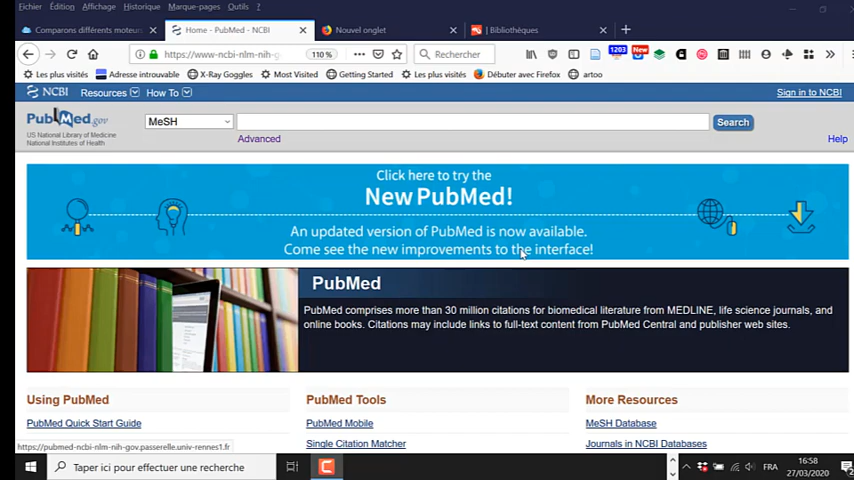 Fichier Édition Affichage Historique Marque-pages Outils ?
Comparons différents moteurs Home - PubMed - NCBI Nouvel onglet | Bibliothèques
https://www-ncbi-nlm-nih-g 110 % Rechercher 1203 New
Les plus visités Adresse introuvable X-Ray Goggles Most Visited Getting Started Les plus visités Débuter avec Firefox artoo
NCBI Resources How To Sign in to NCBI
PubMed.gov
US National Library of Medicine
National Institutes of Health
MeSH Search
Advanced Help
Click here to try the
New PubMed!
An updated version of PubMed is now available.
Come see the new improvements to the interface!
PubMed
PubMed comprises more than 30 million citations for biomedical literature from MEDLINE, life science journals, and
online books. Citations may include links to full-text content from PubMed Central and publisher web sites.
Using PubMed PubMed Tools More Resources
PubMed Quick Start Guide PubMed Mobile MeSH Database
https://pubmed-ncbi-nlm-nih-gov.passerelle.univ-rennes1.fr Single Citation Matcher Journals in NCBI Databases
Taper ici pour effectuer une recherche FRA 16:58
27/03/2020